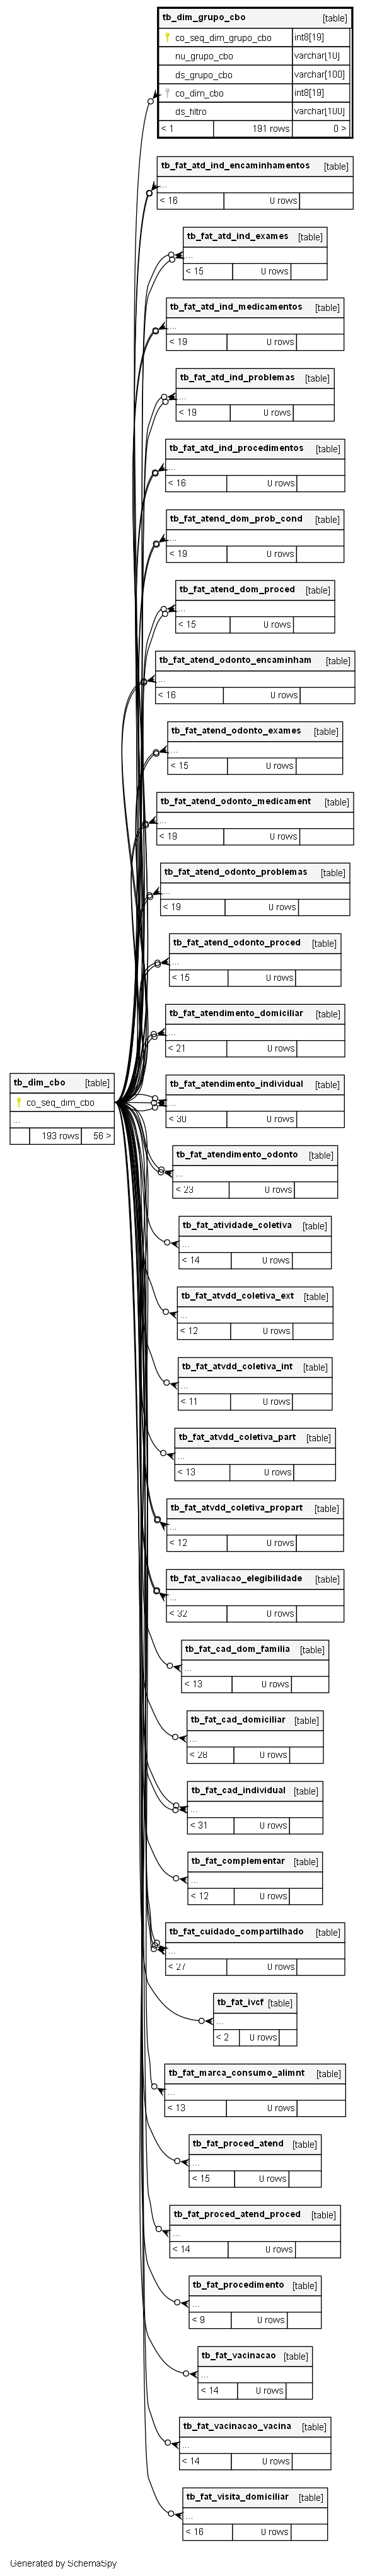 tb_dim_grupo_cbo [table]
co_seq_dim_grupo_cbo int8[19]
nu_grupo_cbo varchar[10]
ds_grupo_cbo varchar[100]
co_dim_cbo int8[19]
ds_filtro varchar[100]
< 1 191 rows 0 >
tb_fat_atd_ind_encaminhamentos [table]
...
< 16 0 rows
tb_fat_atd_ind_exames [table]
...
< 15 0 rows
tb_fat_atd_ind_medicamentos [table]
...
< 19 0 rows
tb_fat_atd_ind_problemas [table]
...
< 19 0 rows
tb_fat_atd_ind_procedimentos [table]
...
< 16 0 rows
tb_fat_atend_dom_prob_cond [table]
...
< 19 0 rows
tb_fat_atend_dom_proced [table]
...
< 15 0 rows
tb_fat_atend_odonto_encaminham [table]
...
< 16 0 rows
tb_fat_atend_odonto_exames [table]
...
< 15 0 rows
tb_fat_atend_odonto_medicament [table]
...
< 19 0 rows
tb_fat_atend_odonto_problemas [table]
...
< 19 0 rows
tb_fat_atend_odonto_proced [table]
...
< 15 0 rows
tb_fat_atendimento_domiciliar [table]
...
< 21 0 rows
tb_dim_cbo [table]
co_seq_dim_cbo
...
193 rows 56 >
tb_fat_atendimento_individual [table]
...
< 30 0 rows
tb_fat_atendimento_odonto [table]
...
< 23 0 rows
tb_fat_atividade_coletiva [table]
...
< 14 0 rows
tb_fat_atvdd_coletiva_ext [table]
...
< 12 0 rows
tb_fat_atvdd_coletiva_int [table]
...
< 11 0 rows
tb_fat_atvdd_coletiva_part [table]
...
< 13 0 rows
tb_fat_atvdd_coletiva_propart [table]
...
< 12 0 rows
tb_fat_avaliacao_elegibilidade [table]
...
< 32 0 rows
tb_fat_cad_dom_familia [table]
...
< 13 0 rows
tb_fat_cad_domiciliar [table]
...
< 28 0 rows
tb_fat_cad_individual [table]
...
< 31 0 rows
tb_fat_complementar [table]
...
< 12 0 rows
tb_fat_cuidado_compartilhado [table]
...
< 27 0 rows
tb_fat_ivcf [table]
...
< 2 0 rows
tb_fat_marca_consumo_alimnt [table]
...
< 13 0 rows
tb_fat_proced_atend [table]
...
< 15 0 rows
tb_fat_proced_atend_proced [table]
...
< 14 0 rows
tb_fat_procedimento [table]
...
< 9 0 rows
tb_fat_vacinacao [table]
...
< 14 0 rows
tb_fat_vacinacao_vacina [table]
...
< 14 0 rows
tb_fat_visita_domiciliar [table]
...
< 16 0 rows
Generated by SchemaSpy